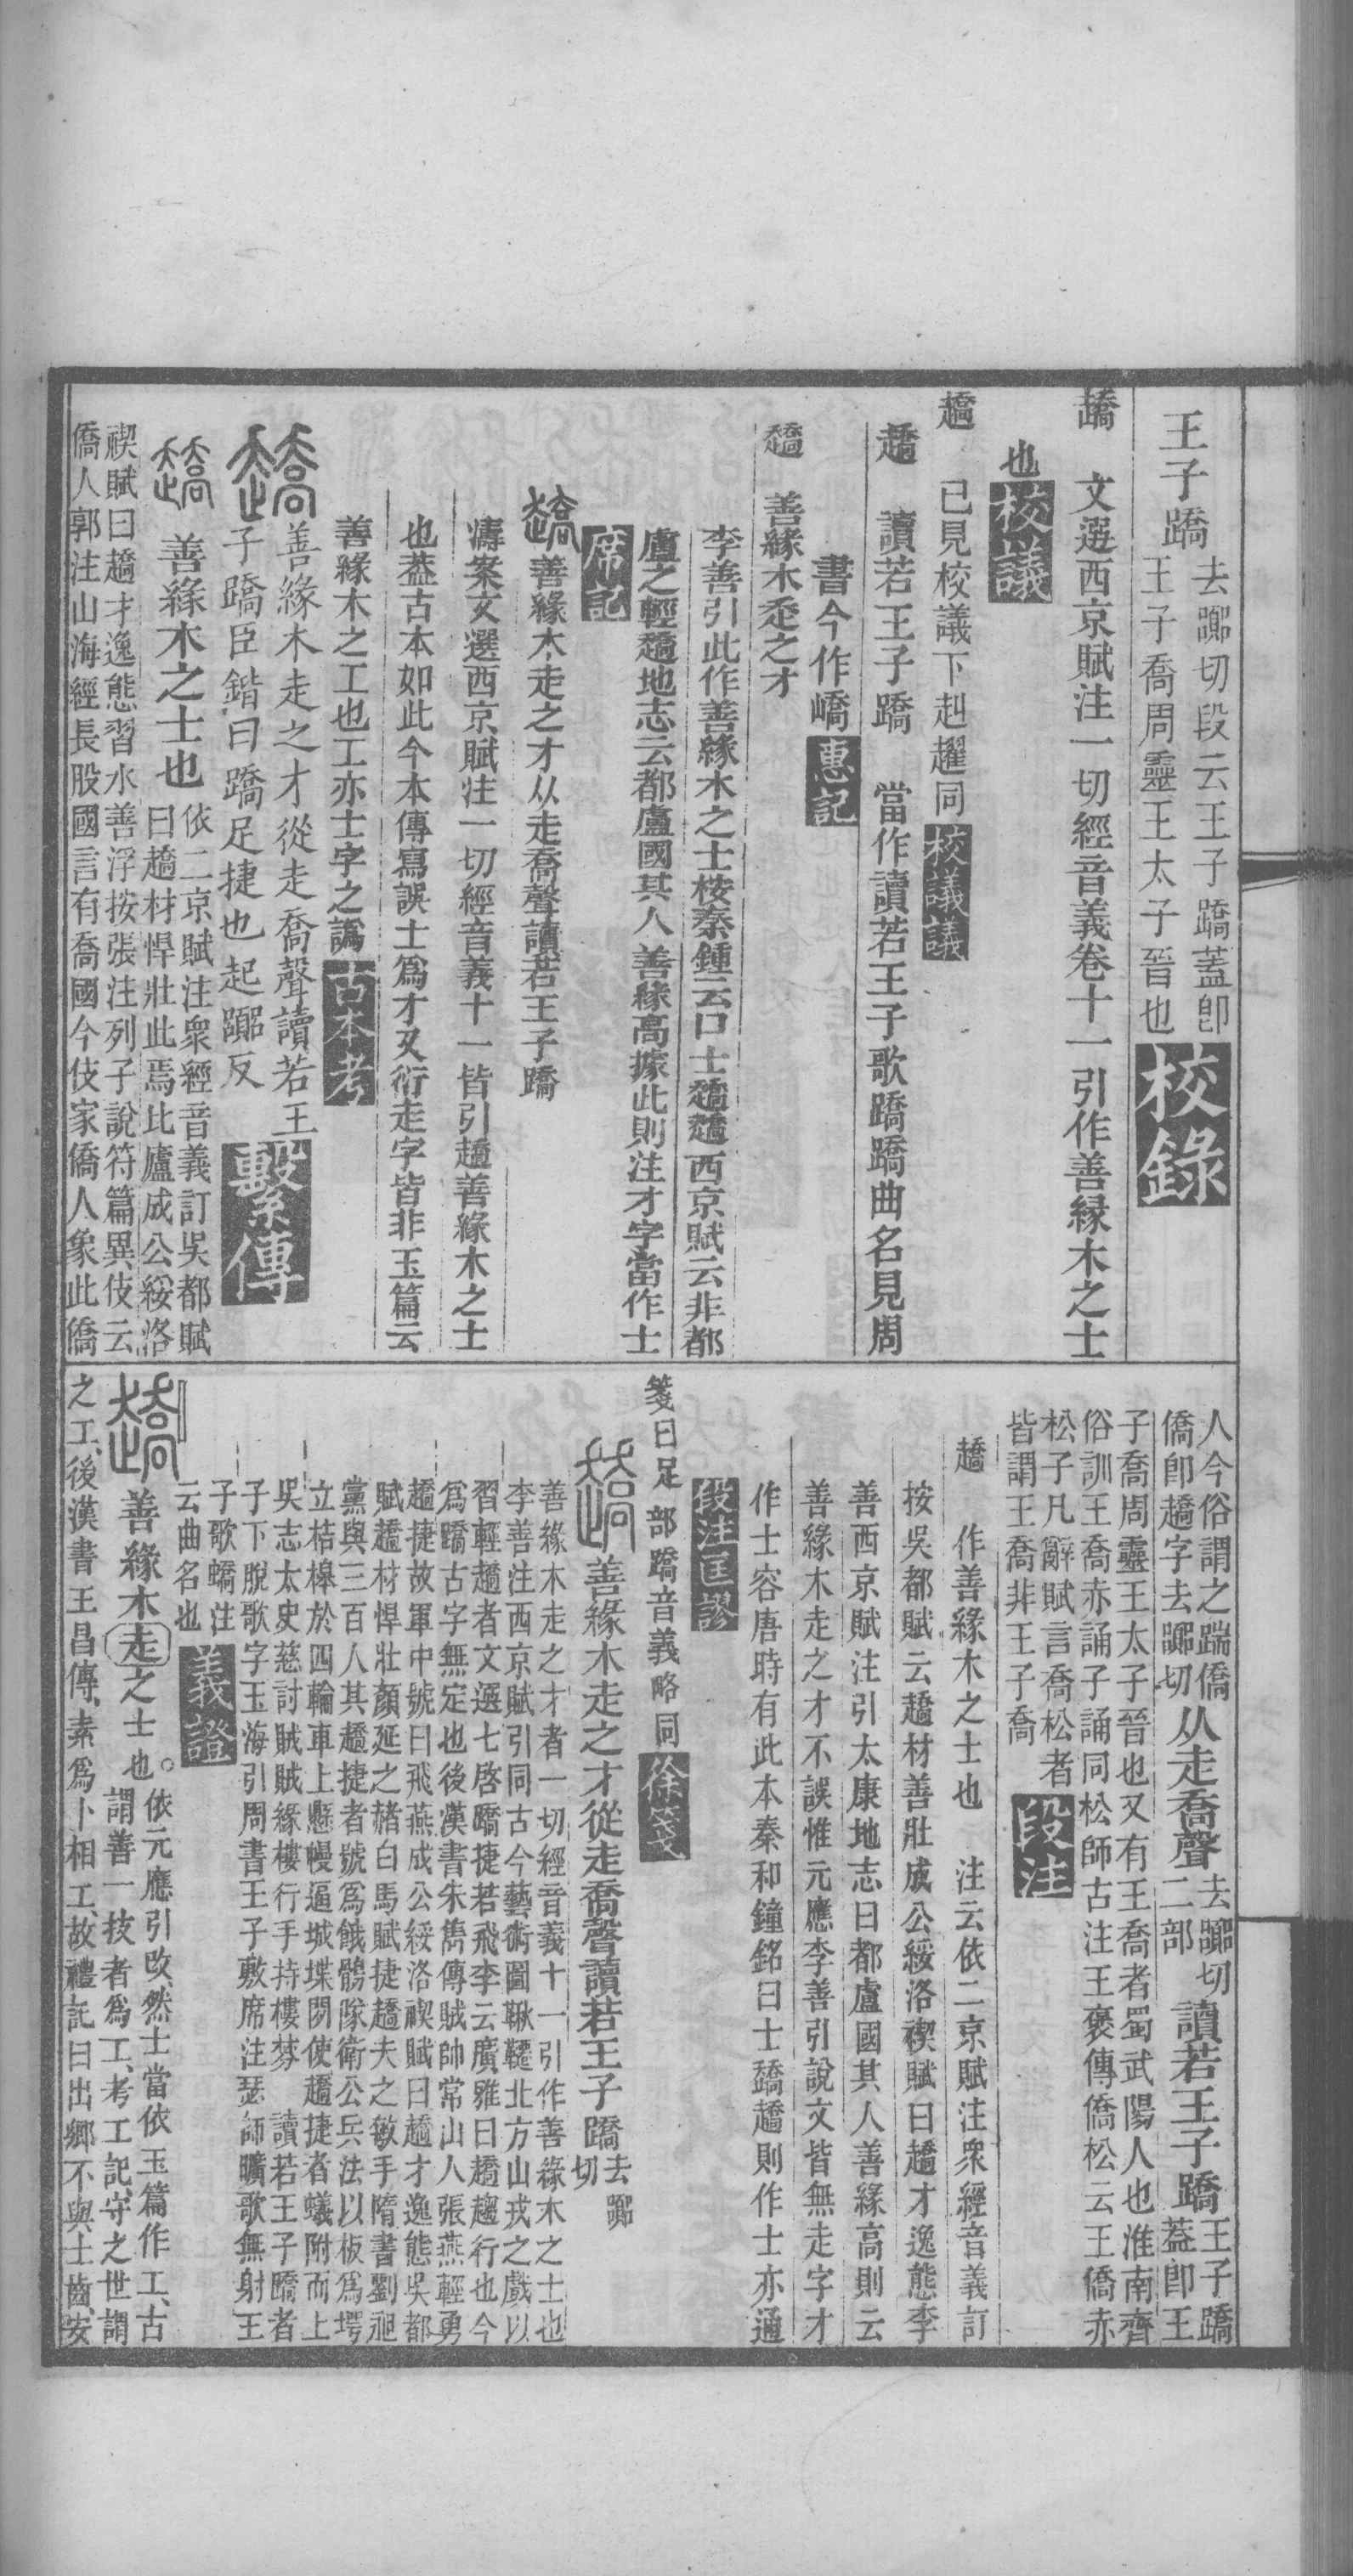 王子蹻
去𨄔切段云王子蹻蓋卽
王子喬周靈王太子晉也
校錄
趫　文選西京賦注一切經音義卷十一引作善緣木之士
也
校議
趫　已見校議下赳趯同
校議議
趫　讀若王子蹻　當作讀若王子歌蹻蹻曲名見周
書今作嶠
惠記
趫　善緣木𧺆之才
李善引此作善緣木之士桉秦鍾云口士趫趫西京賦云非都
盧之輕趫地志云都盧國其人善緣高據此則注才字當作士
席記
趫善緣木走之才从走喬聲讀若王子蹻
濤案文選西京賦注一切經音義十一皆引趫善緣木之士
也葢古本如此今本傳寫誤士爲才又衍走字皆非玉篇云
善緣木之工也工亦士字之譌
古本考
趫善緣木走之才從走喬聲讀若王
子蹻臣鍇曰蹻足捷也起𨄔反
繫傳
趫善緣木之士也
依二京賦注衆經音義訂吳都賦
曰趫材悍壯此焉比廬成公綏洛
禊賦曰趫才逸態習水善浮按張注列子說符篇異伎云
僑人郭注山海經長股國言有喬國今伎家僑人象此僑
人今俗謂之踹僑
僑卽趫字去𨄔切
从走喬聲
去𨄔切
二部
讀若王子蹻
王子蹻
葢卽王
子喬周靈王太子晉也又有王喬者蜀武陽人也淮南齊
俗訓王喬赤誦子誦同松師古注王褒傳僑松云王僑赤
松子凡辭賦言喬松者
皆謂王喬非王子喬
段注
趫　作善緣木之士也　注云依二京賦注衆經音義訂
按吳都賦云趫材善壯成公綏洛禊賦曰趫才逸態李
善西京賦注引太康地志曰都盧國其人善緣高則云
善緣木走之才不誤惟元應李善引說文皆無走字才
作士容唐時有此本秦和鐘銘曰士趫趫則作士亦通
段注匡謬
箋曰足部蹻音義略同
徐箋
趫善緣木走之才從走喬聲讀若王子蹻
去𨄔
切
善緣木走之才者一切經音義十一引作善緣木之士也
李善注西京賦引同古今藝術圖鞦韆北方山戎之戲以
習輕趫者文選七啓蹻捷若飛李云廣雅曰趫趨行也今
爲蹻古字無定也後漢書朱雋傳賊帥常山人張燕輕勇
趫捷故軍中號曰飛燕成公綏洛禊賦曰趫才逸態吳都
賦趫材悍壯顏延之赭白馬賦捷趫夫之敏手隋書劉昶
黨與三百人其趫捷者號爲餓鶻隊衛公兵法以板爲堮
立桔橰於四輪車上懸幔逼城堞閒使趫捷者蟻附而上
吳志太史慈討賊賊緣樓行手持樓棼　讀若王子蹻者
子下脫歌字玉海引周書王子敷席注瑟師曠歌無射王
子歌蟜注
云曲名也
義證
趫善緣木走之士也。
依元應引改、然士當依玉篇作工、古
謂善一技者爲工、考工記、守之世謂
之工、後漢書王昌傳、素爲卜相工、故禮記曰出鄉不與士齒、安